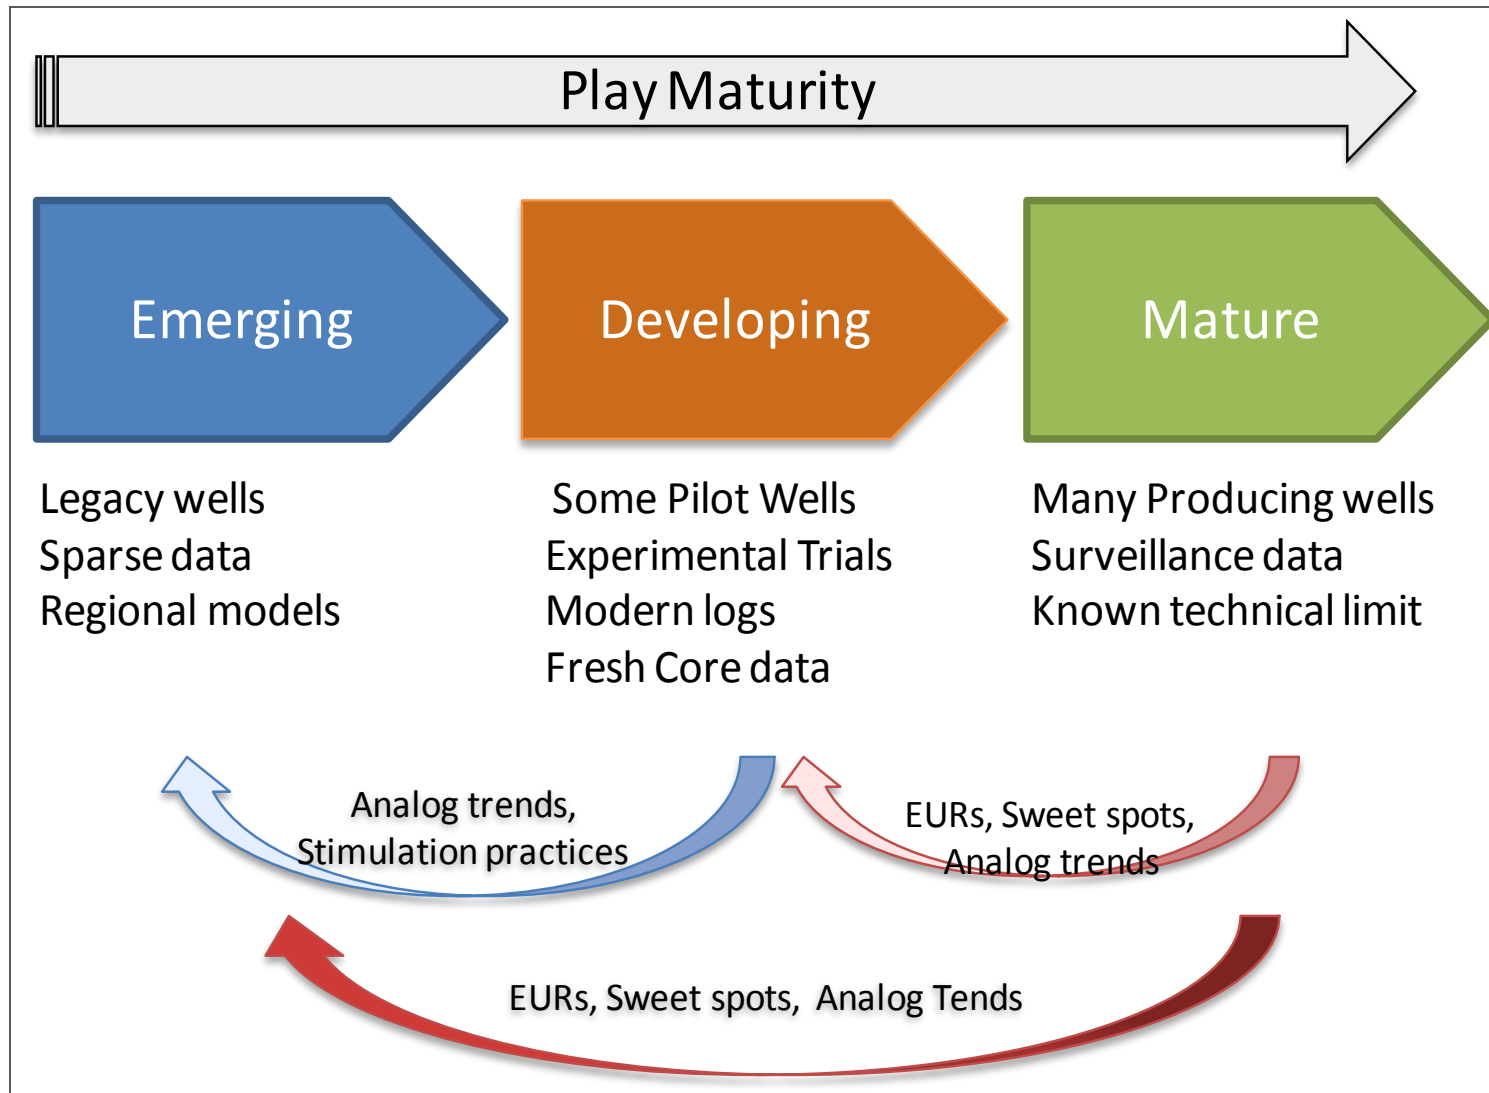 Play Maturity
Emerging
Developing
Mature
Legacy wells
Sparse data
Regional models
Some Pilot Wells
Experimental Trials
Modern logs
Fresh Core data
Many Producing wells
Surveillance data
Known technical limit
Analog trends,
Stimulation practices
EURs, Sweet spots,
Analog trends
EURs, Sweet spots, Analog Tends